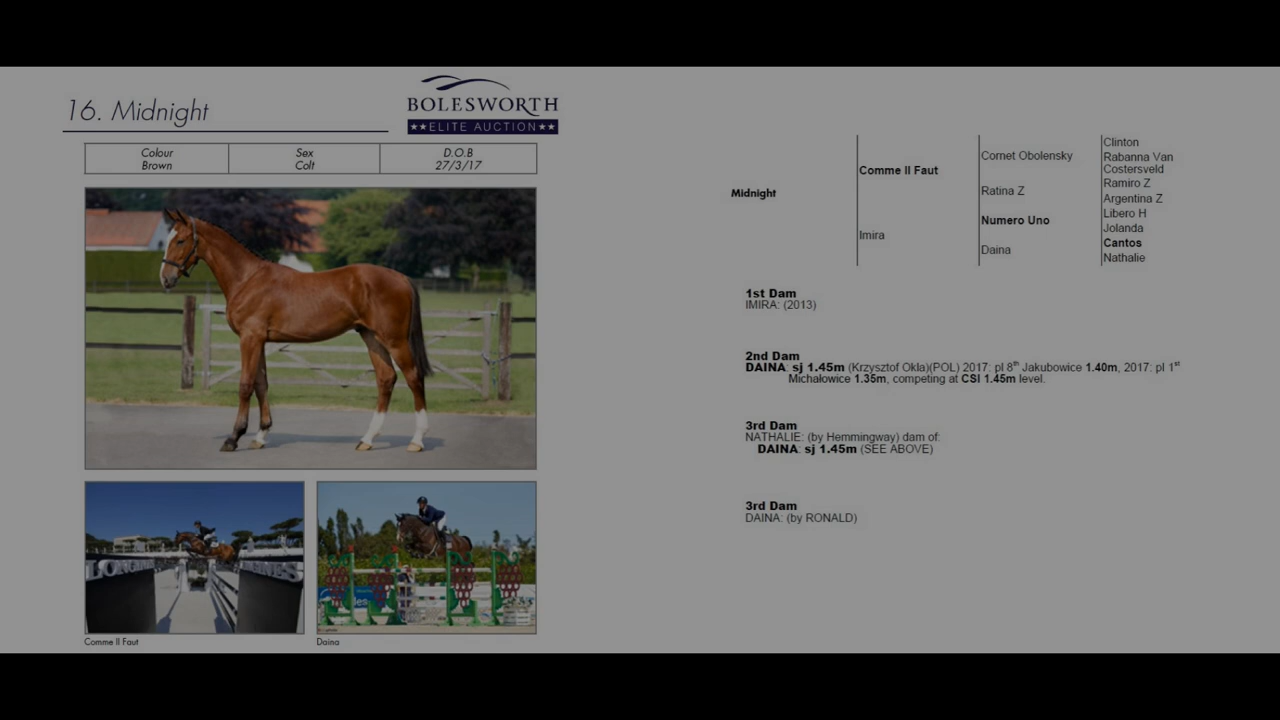 16. Midnight
BOLESWORTH
★★ELITE AUCTION★★
Colour
Brown
Sex
Colt
D.O.B
27/3/17
LONGINES
Comme Il Faut
Daina
Midnight
Comme Il Faut
Imira
Cornet Obolensky
Ratina Z
Numero Uno
Daina
Clinton
Rabanna Van
Costersveld
Ramiro Z
Argentina Z
Libero H
Jolanda
Cantos
Nathalie
1st Dam
IMIRA: (2013)
2nd Dam
DAINA: sj 1.45m (Krzysztof Okla)(POL) 2017: pl 8th Jakubowice 1.40m, 2017: pl 1st
Michałowice 1.35m, competing at CSI 1.45m level.
3rd Dam
NATHALIE: (by Hemmingway) dam of:
DAINA: sj 1.45m (SEE ABOVE)
3rd Dam
DAINA: (by RONALD)